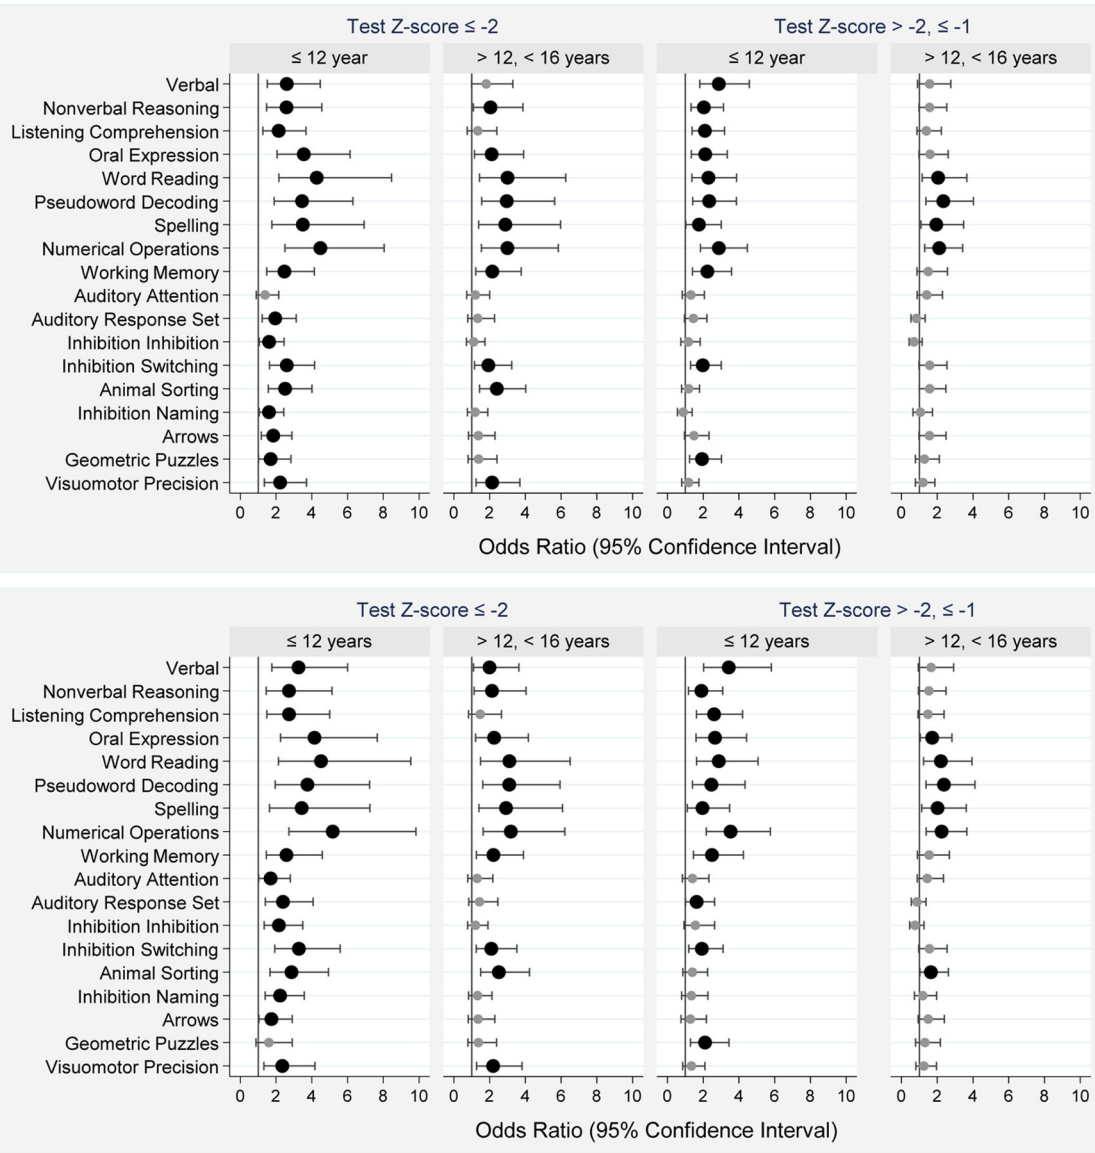 Test Z-score ≤ -2 Test Z-score > -2, ≤ -1
≤ 12 year > 12, < 16 years ≤ 12 year > 12, < 16 years
Verbal
Nonverbal Reasoning
Listening Comprehension
Oral Expression
Word Reading
Pseudoword Decoding
Spelling
Numerical Operations
Working Memory
Auditory Attention
Auditory Response Set
Inhibition Inhibition
Inhibition Switching
Animal Sorting
Inhibition Naming
Arrows
Geometric Puzzles
Visuomotor Precision
0 2 4 6 8 10 0 2 4 6 8 10 0 2 4 6 8 10 0 2 4 6 8 10
Odds Ratio (95% Confidence Interval)
Test Z-score ≤ -2 Test Z-score > -2, ≤ -1
≤ 12 years > 12, < 16 years ≤ 12 years > 12, < 16 years
Verbal
Nonverbal Reasoning
Listening Comprehension
Oral Expression
Word Reading
Pseudoword Decoding
Spelling
Numerical Operations
Working Memory
Auditory Attention
Auditory Response Set
Inhibition Inhibition
Inhibition Switching
Animal Sorting
Inhibition Naming
Arrows
Geometric Puzzles
Visuomotor Precision
0 2 4 6 8 10 0 2 4 6 8 10 0 2 4 6 8 10 0 2 4 6 8 10
Odds Ratio (95% Confidence Interval)